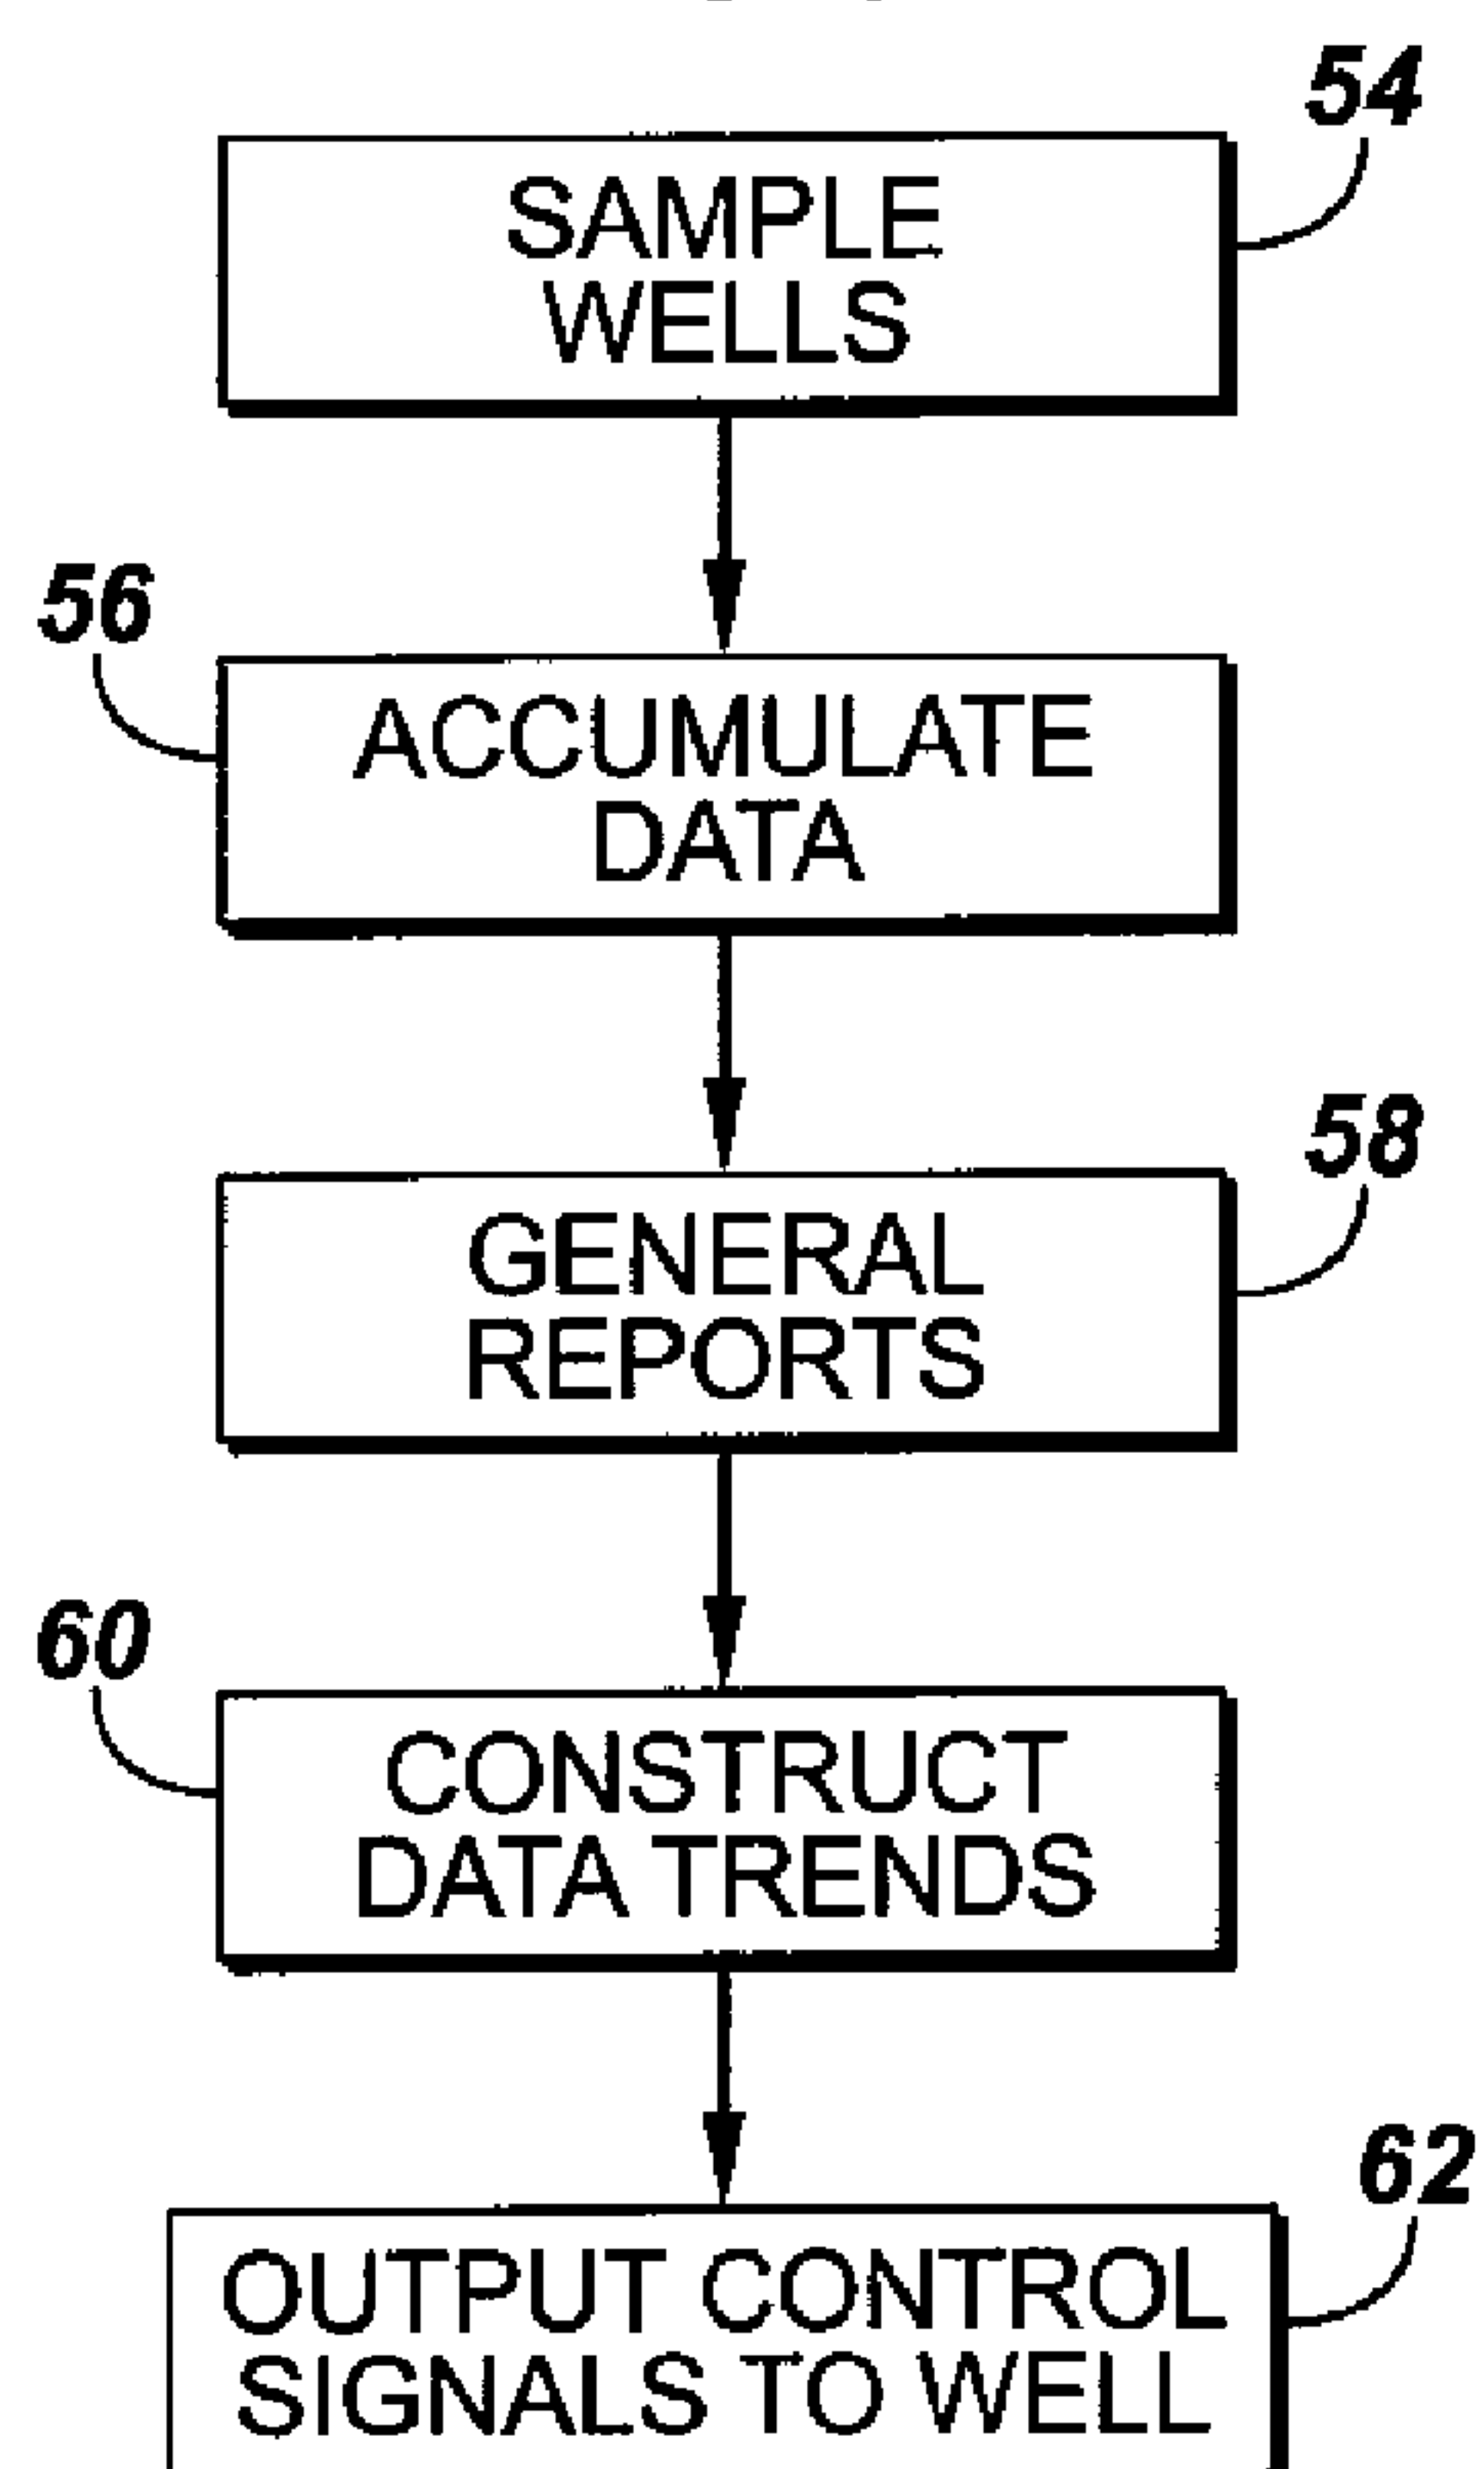 54
SAMPLE
WELLS
56
ACCUMULATE
DATA
58
GENERAL
REPORTS
60
CONSTRUCT
DATA TRENDS
62
OUTPUT CONTROL
SIGNALS TO WELL